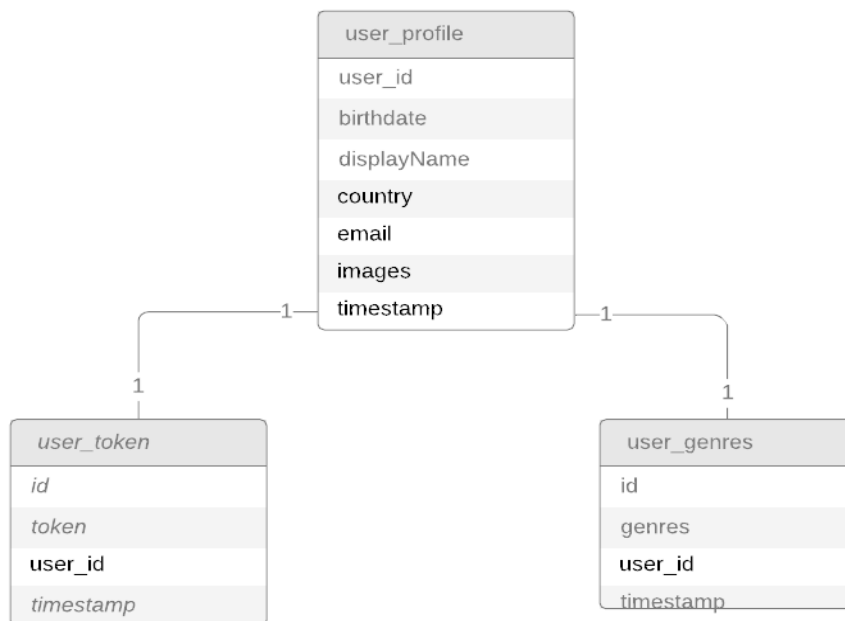 user_profile
user_id
birthdate
displayName
country
email
images
timestamp
1
1
1
1
user_token
id
token
user_id
timestamp
user_genres
id
genres
user_id
timestamp